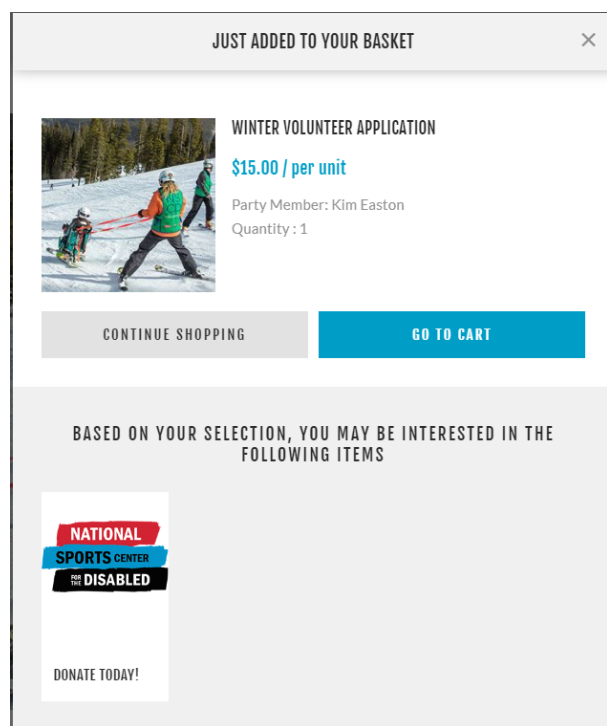 JUST ADDED TO YOUR BASKET
WINTER VOLUNTEER APPLICATION
$15.00 / per unit
Party Member: Kim Easton
Quantity : 1
CONTINUE SHOPPING
GO TO CART
BASED ON YOUR SELECTION, YOU MAY BE INTERESTED IN THE
FOLLOWING ITEMS
NATIONAL
SPORTS CENTER
FOR THE DISABLED
DONATE TODAY!